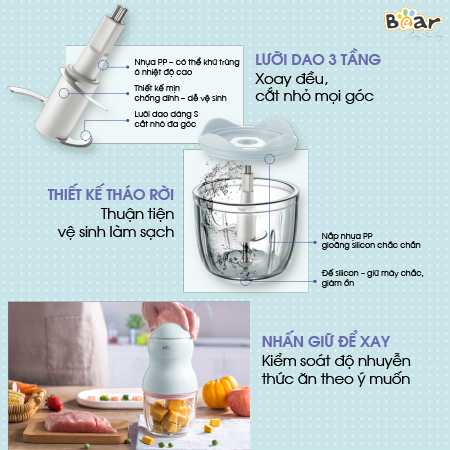 Bear
LƯỠI DAO 3 TẦNG
Xoay đều,
cắt nhỏ mọi góc
Nhựa PP – có thể khử trùng
ở nhiệt độ cao
Thiết kế mịn
chống dính – dễ vệ sinh
Lưỡi dao dáng S
cắt nhỏ đa góc
THIẾT KẾ THÁO RỜI
Thuận tiện
vệ sinh làm sạch
Nắp nhựa PP
gioăng silicon chắc chắn
Đế silicon – giữ máy chắc,
giảm ồn
NHẤN GIỮ ĐỂ XAY
Kiểm soát độ nhuyễn
thức ăn theo ý muốn